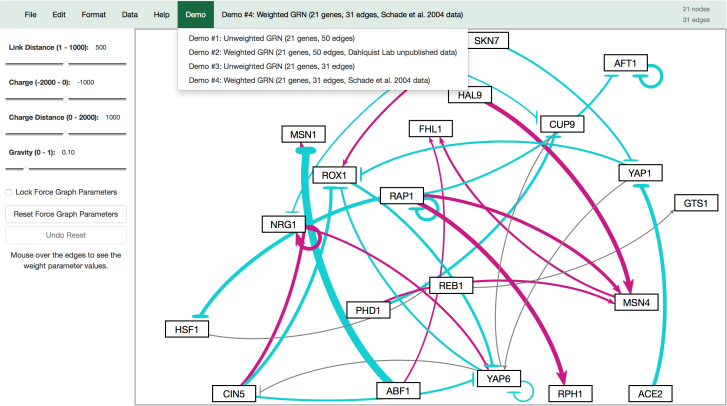 File Edit Format Data Help Demo Demo #4: Weighted GRN (21 genes, 31 edges, Schade et al. 2004 data)
21 nodes
31 edges
Demo #1: Unweighted GRN (21 genes, 50 edges)
Demo #2: Weighted GRN (21 genes, 50 edges, Dahlquist Lab unpublished data)
Demo #3: Unweighted GRN (21 genes, 31 edges)
Demo #4: Weighted GRN (21 genes, 31 edges, Schade et al. 2004 data)
Link Distance (1 - 1000): 500
Charge (-2000 - 0): -1000
Charge Distance (0 - 2000): 1000
Gravity (0 - 1): 0.10
Lock Force Graph Parameters
Reset Force Graph Parameters
Undo Reset
Mouse over the edges to see the
weight parameter values.
SKN7
AFT1
HAL9
CUP9
FHL1
MSN1
ROX1
YAP1
RAP1
GTS1
NRG1
REB1
MSN4
PHD1
HSF1
YAP6
CIN5
ABF1
RPH1
ACE2